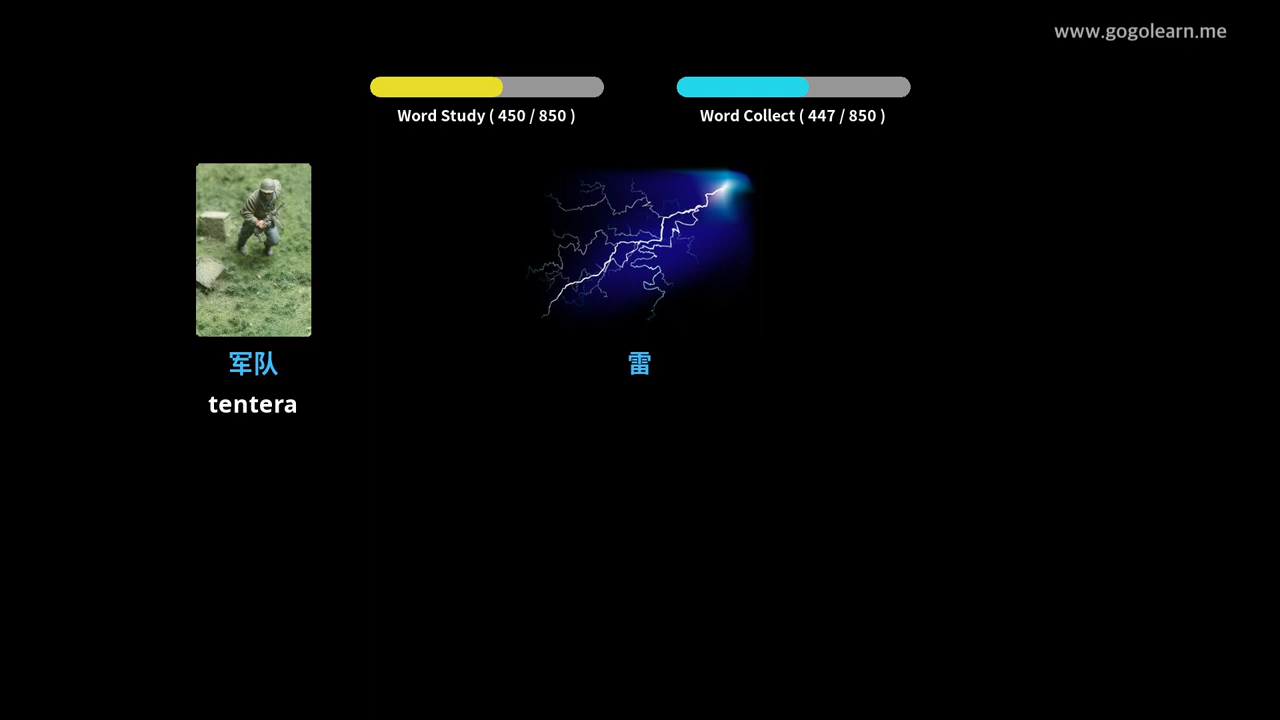 www.gogolearn.me
Word Study ( 450 / 850 )
Word Collect ( 447 / 850 )
军队
雷
tentera